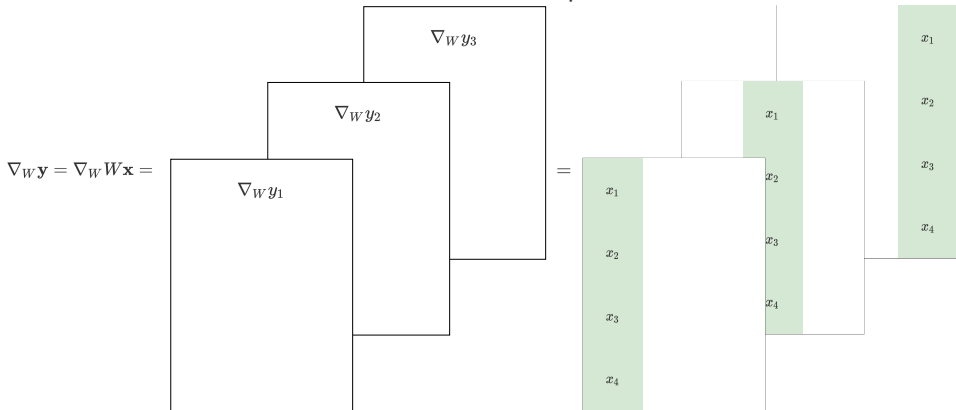 ∇_W y_3
x_1
∇_W y_2
x_1
x_2
∇_W 𝐲 = ∇_W W𝐱 =
∇_W y_1
=
x_1
x_2
x_3
x_2
x_3
x_4
x_3
x_4
x_4